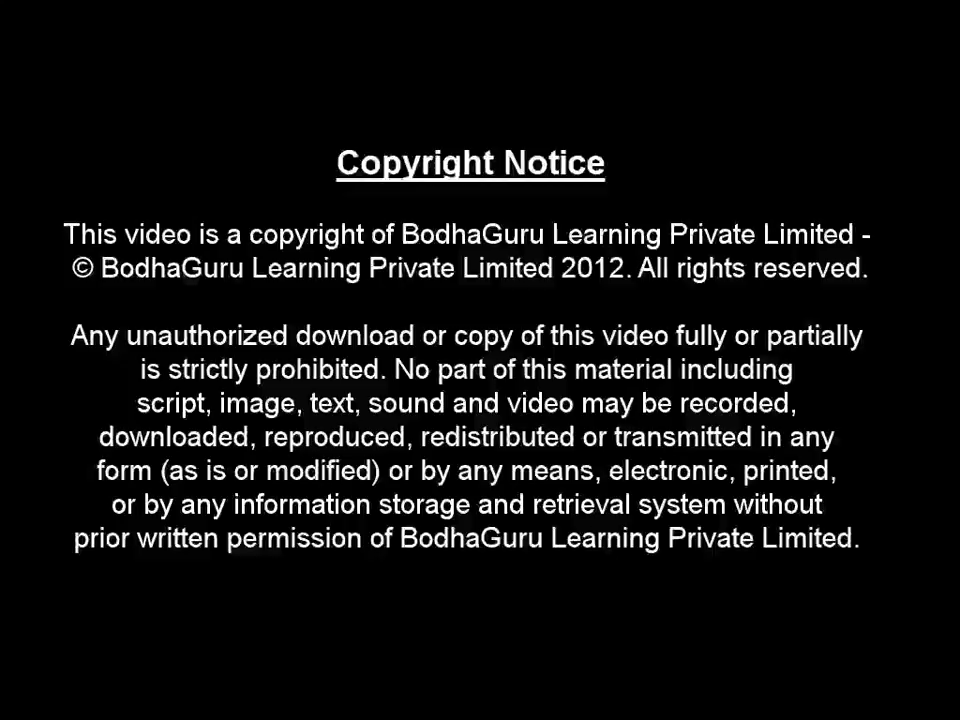 Copyright Notice
This video is a copyright of BodhaGuru Learning Private Limited -
© BodhaGuru Learning Private Limited 2012. All rights reserved.
Any unauthorized download or copy of this video fully or partially
is strictly prohibited. No part of this material including
script, image, text, sound and video may be recorded,
downloaded, reproduced, redistributed or transmitted in any
form (as is or modified) or by any means, electronic, printed,
or by any information storage and retrieval system without
prior written permission of BodhaGuru Learning Private Limited.